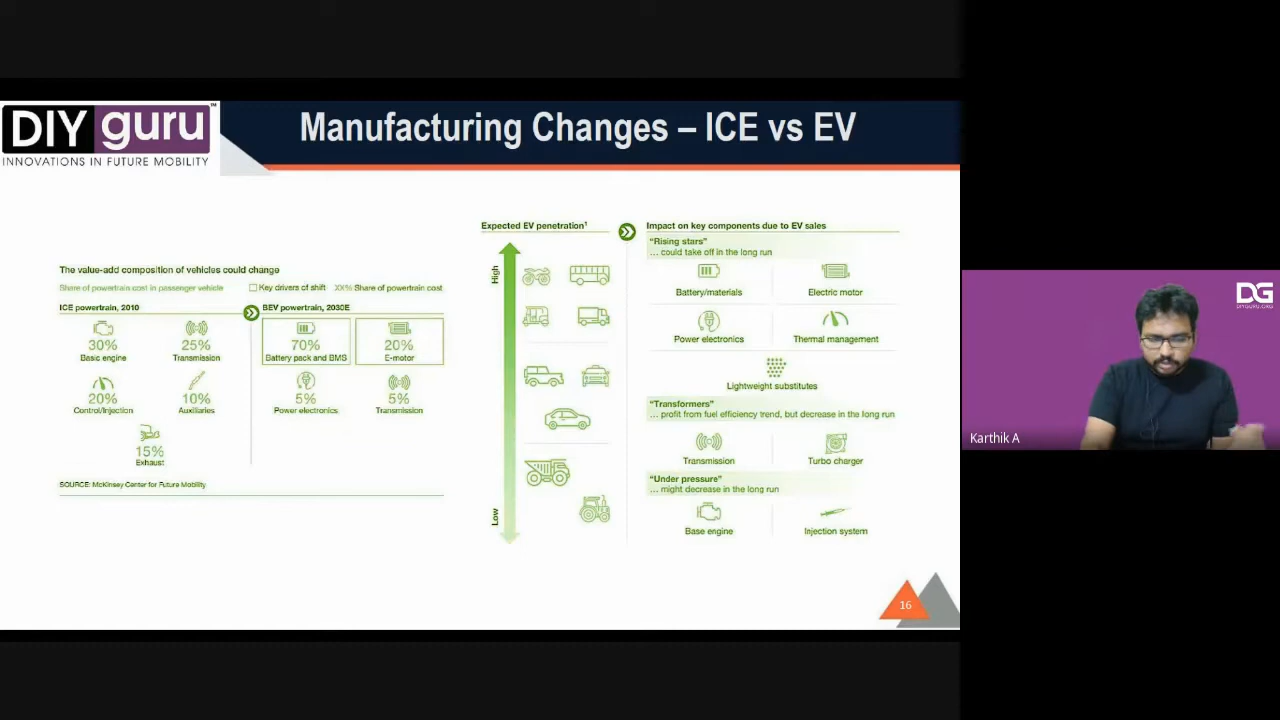 DIY guru™
INNOVATIONS IN FUTURE MOBILITY
Manufacturing Changes – ICE vs EV
The value-add composition of vehicles could change
Share of powertrain cost in passenger vehicle
Key drivers of shift
XX% Share of powertrain cost
ICE powertrain, 2010
30%
Basic engine
25%
Transmission
20%
Control/Injection
10%
Auxiliaries
15%
Exhaust
BEV powertrain, 2030E
70%
Battery pack and BMS
20%
E-motor
5%
Power electronics
5%
Transmission
SOURCE: McKinsey Center for Future Mobility
Expected EV penetration¹
High
Low
Impact on key components due to EV sales
"Rising stars"
... could take off in the long run
Battery/materials
Electric motor
Power electronics
Thermal management
Lightweight substitutes
"Transformers"
... profit from fuel efficiency trend, but decrease in the long run
Transmission
Turbo charger
"Under pressure"
... might decrease in the long run
Base engine
Injection system
16
DG
DIYGURU.ORG
Karthik A